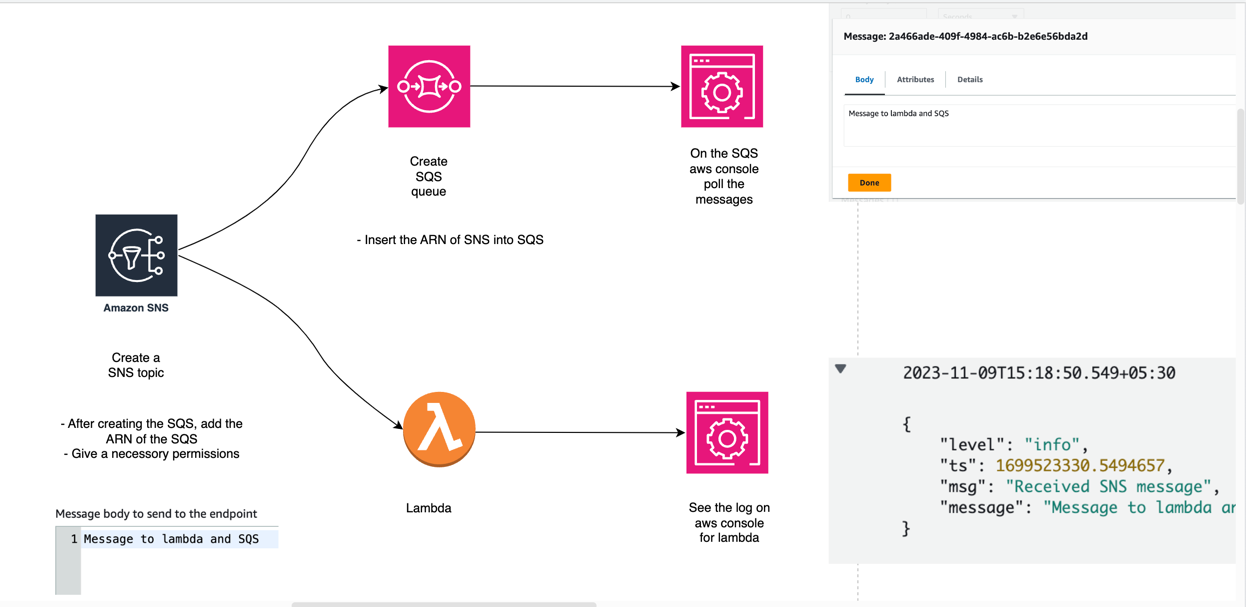 Message: 2a466ade-409f-4984-ac6b-b2e6e56bda2d
Body
Attributes
Details
Message to lambda and SQS
Done
Create
SQS
queue
On the SQS
aws console
poll the
messages
- Insert the ARN of SNS into SQS
Amazon SNS
Create a
SNS topic
- After creating the SQS, add the
ARN of the SQS
- Give a necessary permissions
Message body to send to the endpoint
1 Message to lambda and SQS
Lambda
See the log on
aws console
for lambda
2023-11-09T15:18:50.549+05:30
{
"level": "info",
"ts": 1699523330.5494657,
"msg": "Received SNS message",
"message": "Message to lambda ar
}